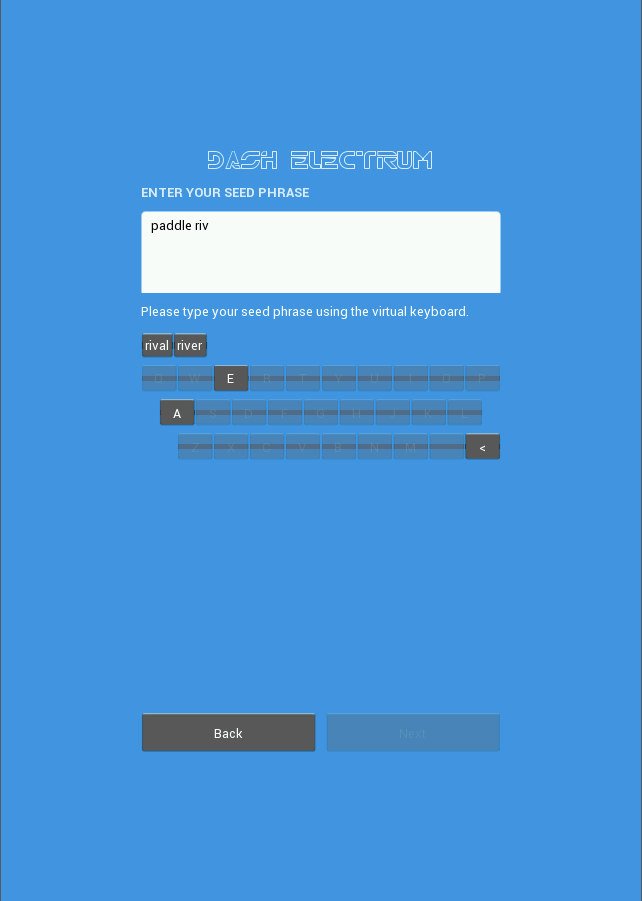 DASH ELECTRUM
ENTER YOUR SEED PHRASE
paddle riv
Please type your seed phrase using the virtual keyboard.
rival river
Q W E R T Y U I O P
A S D F G H J K L
Z X C V B N M <
Back Next